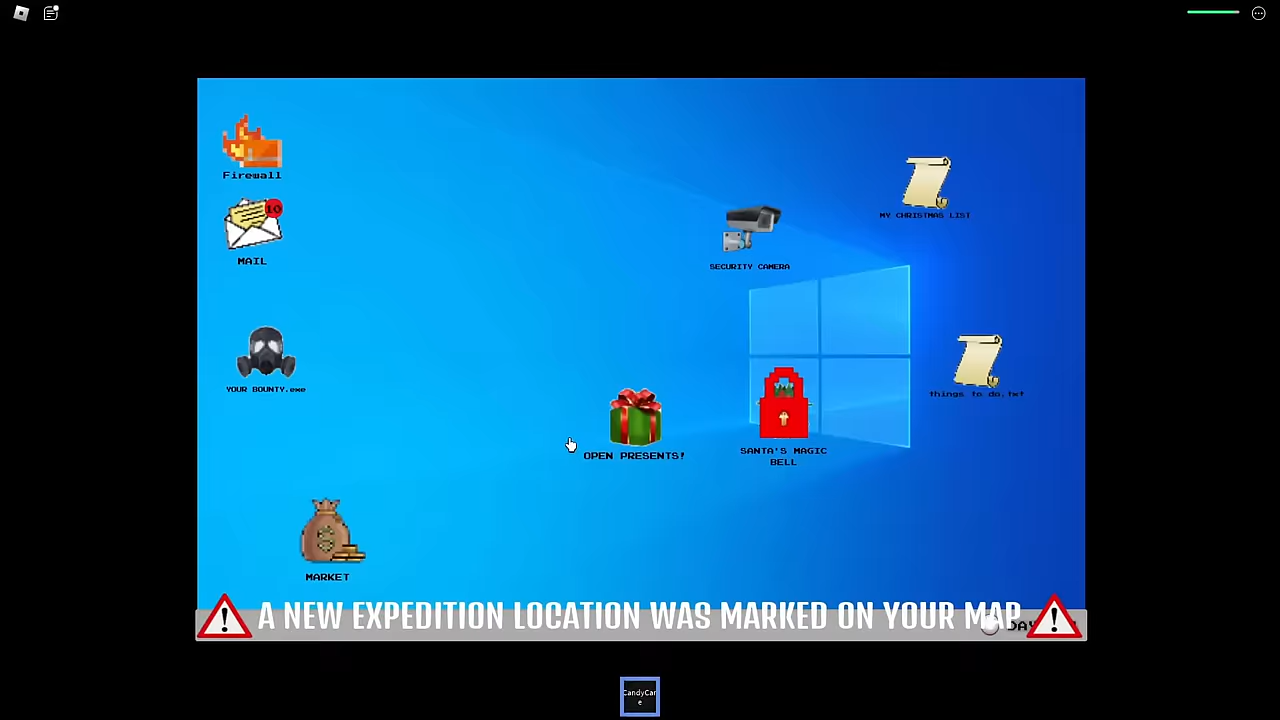 Firewall
10
MAIL
MY CHRISTMAS LIST
SECURITY CAMERA
YOUR BOUNTY.exe
things to do.txt
OPEN PRESENTS!
SANTA'S MAGIC
BELL
MARKET
A NEW EXPEDITION LOCATION WAS MARKED ON YOUR MAP
CandyCan
e